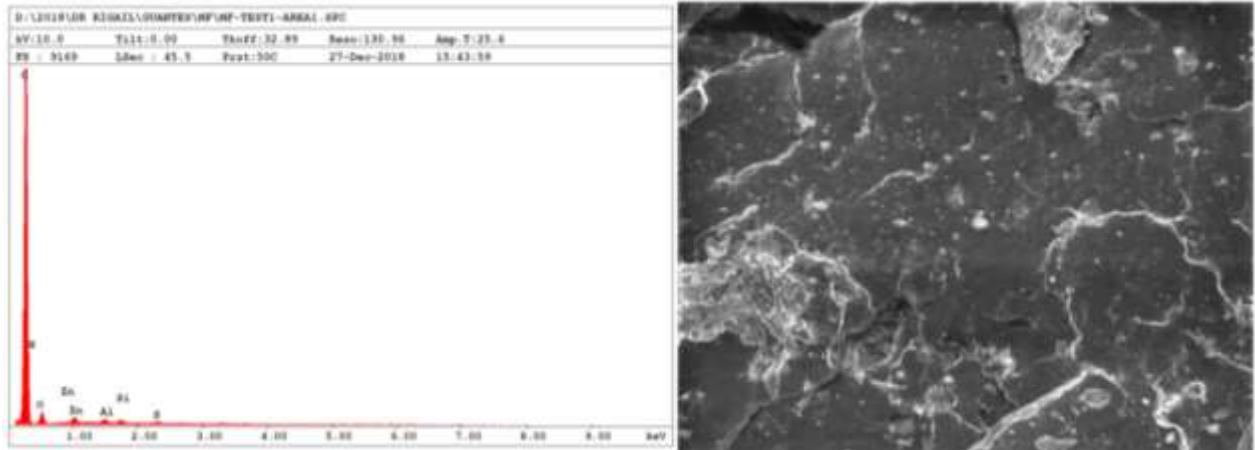 D:\2018\DR RIGAIL\GUANTES\MF\MF-TEST1-AREA1.SPC
kV:10.0 Tilt:0.00 Tkoff:32.89 Reso:130.96 Amp.T:25.6
FS : 9169 LSec : 45.5 Prst:50C 27-Dec-2018 15:43:59
C
N
Zn
Si
O
Zn
Al
S
1.00 2.00 3.00 4.00 5.00 6.00 7.00 8.00 9.00 keV